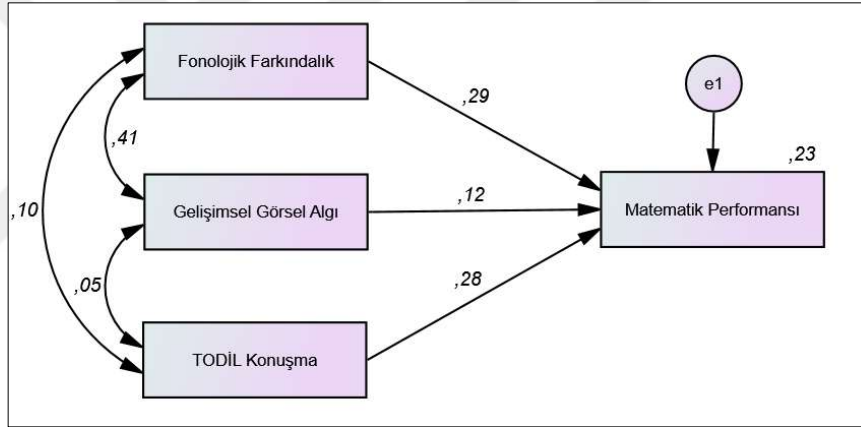 Fonolojik Farkındalık
e1
,29
,41
,23
,10
Gelişimsel Görsel Algı
,12
Matematik Performansı
,05
,28
TODİL Konuşma